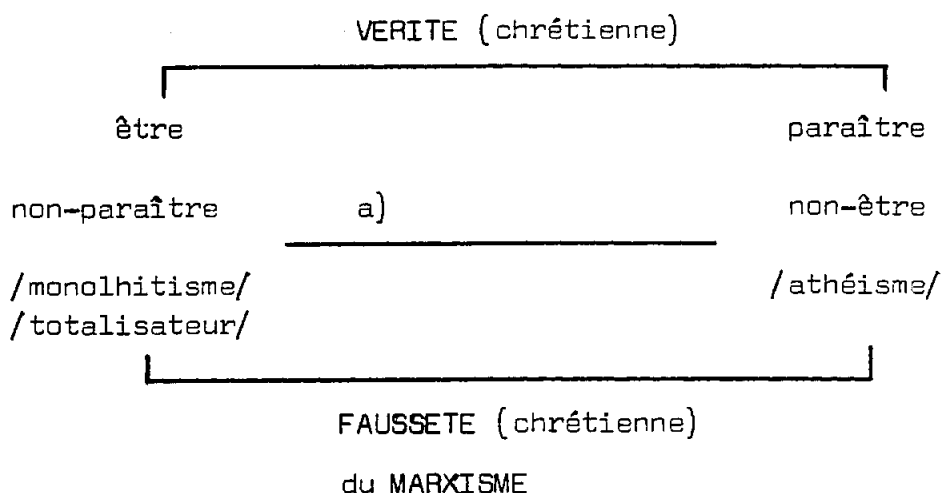 VERITE (chrétienne)
être paraître
non-paraître a) non-être
/monolhitisme/ /athéisme/
/totalisateur/
FAUSSETE (chrétienne)
du MARXISME